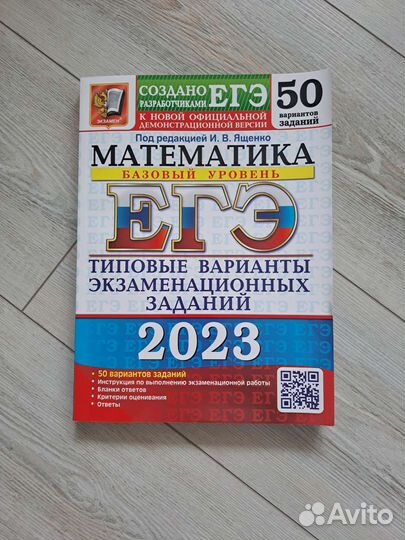 СОЗДАНО
РАЗРАБОТЧИКАМИ ЕГЭ
К НОВОЙ ОФИЦИАЛЬНОЙ
ДЕМОНСТРАЦИОННОЙ ВЕРСИИ
50
вариантов
заданий
ЭКЗАМЕН
Под редакцией И. В. Ященко
МАТЕМАТИКА
БАЗОВЫЙ УРОВЕНЬ
ЕГЭ
ТИПОВЫЕ ВАРИАНТЫ
ЭКЗАМЕНАЦИОННЫХ
ЗАДАНИЙ
2023
• 50 вариантов заданий
• Инструкция по выполнению экзаменационной работы
• Бланки ответов
• Критерии оценивания
• Ответы
Avito